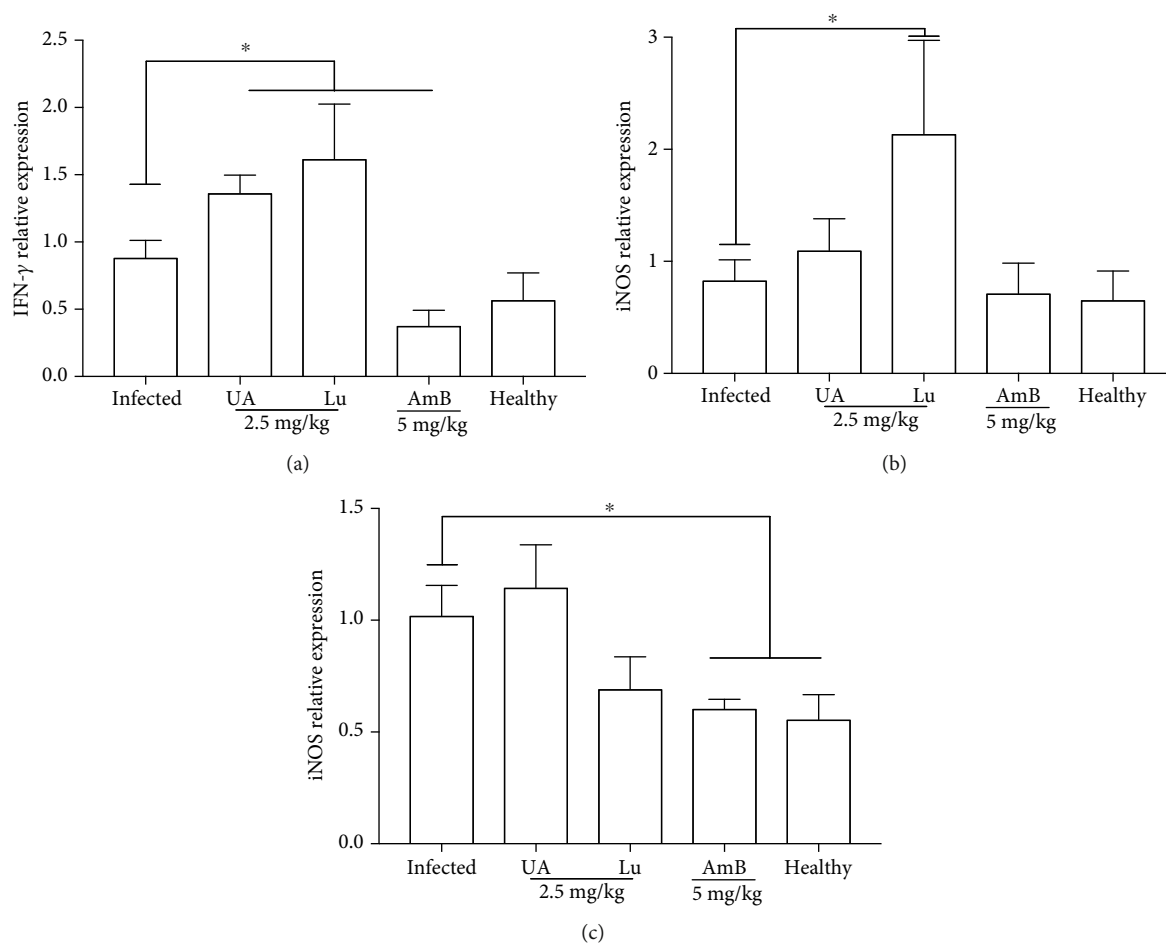 2.5
2.0
1.5
1.0
0.5
0.0
IFN-γ relative expression
*
Infected UA Lu AmB Healthy
2.5 mg/kg 5 mg/kg
(a)
3
2
1
0
iNOS relative expression
*
Infected UA Lu AmB Healthy
2.5 mg/kg 5 mg/kg
(b)
1.5
1.0
0.5
0.0
iNOS relative expression
*
Infected UA Lu AmB Healthy
2.5 mg/kg 5 mg/kg
(c)